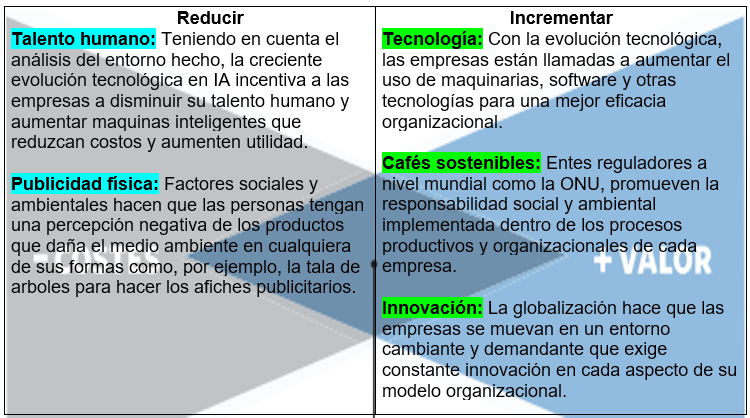 Reducir
Talento humano: Teniendo en cuenta el
análisis del entorno hecho, la creciente
evolución tecnológica en IA incentiva a las
empresas a disminuir su talento humano y
aumentar maquinas inteligentes que
reduzcan costos y aumenten utilidad.
Publicidad física: Factores sociales y
ambientales hacen que las personas tengan
una percepción negativa de los productos
que daña el medio ambiente en cualquiera
de sus formas como, por ejemplo, la tala de
arboles para hacer los afiches publicitarios.
- COSTES
Incrementar
Tecnología: Con la evolución tecnológica,
las empresas están llamadas a aumentar el
uso de maquinarias, software y otras
tecnologías para una mejor eficacia
organizacional.
Cafés sostenibles: Entes reguladores a
nivel mundial como la ONU, promueven la
responsabilidad social y ambiental
implementada dentro de los procesos
productivos y organizacionales de cada
empresa.
+ VALOR
Innovación: La globalización hace que las
empresas se muevan en un entorno
cambiante y demandante que exige
constante innovación en cada aspecto de su
modelo organizacional.